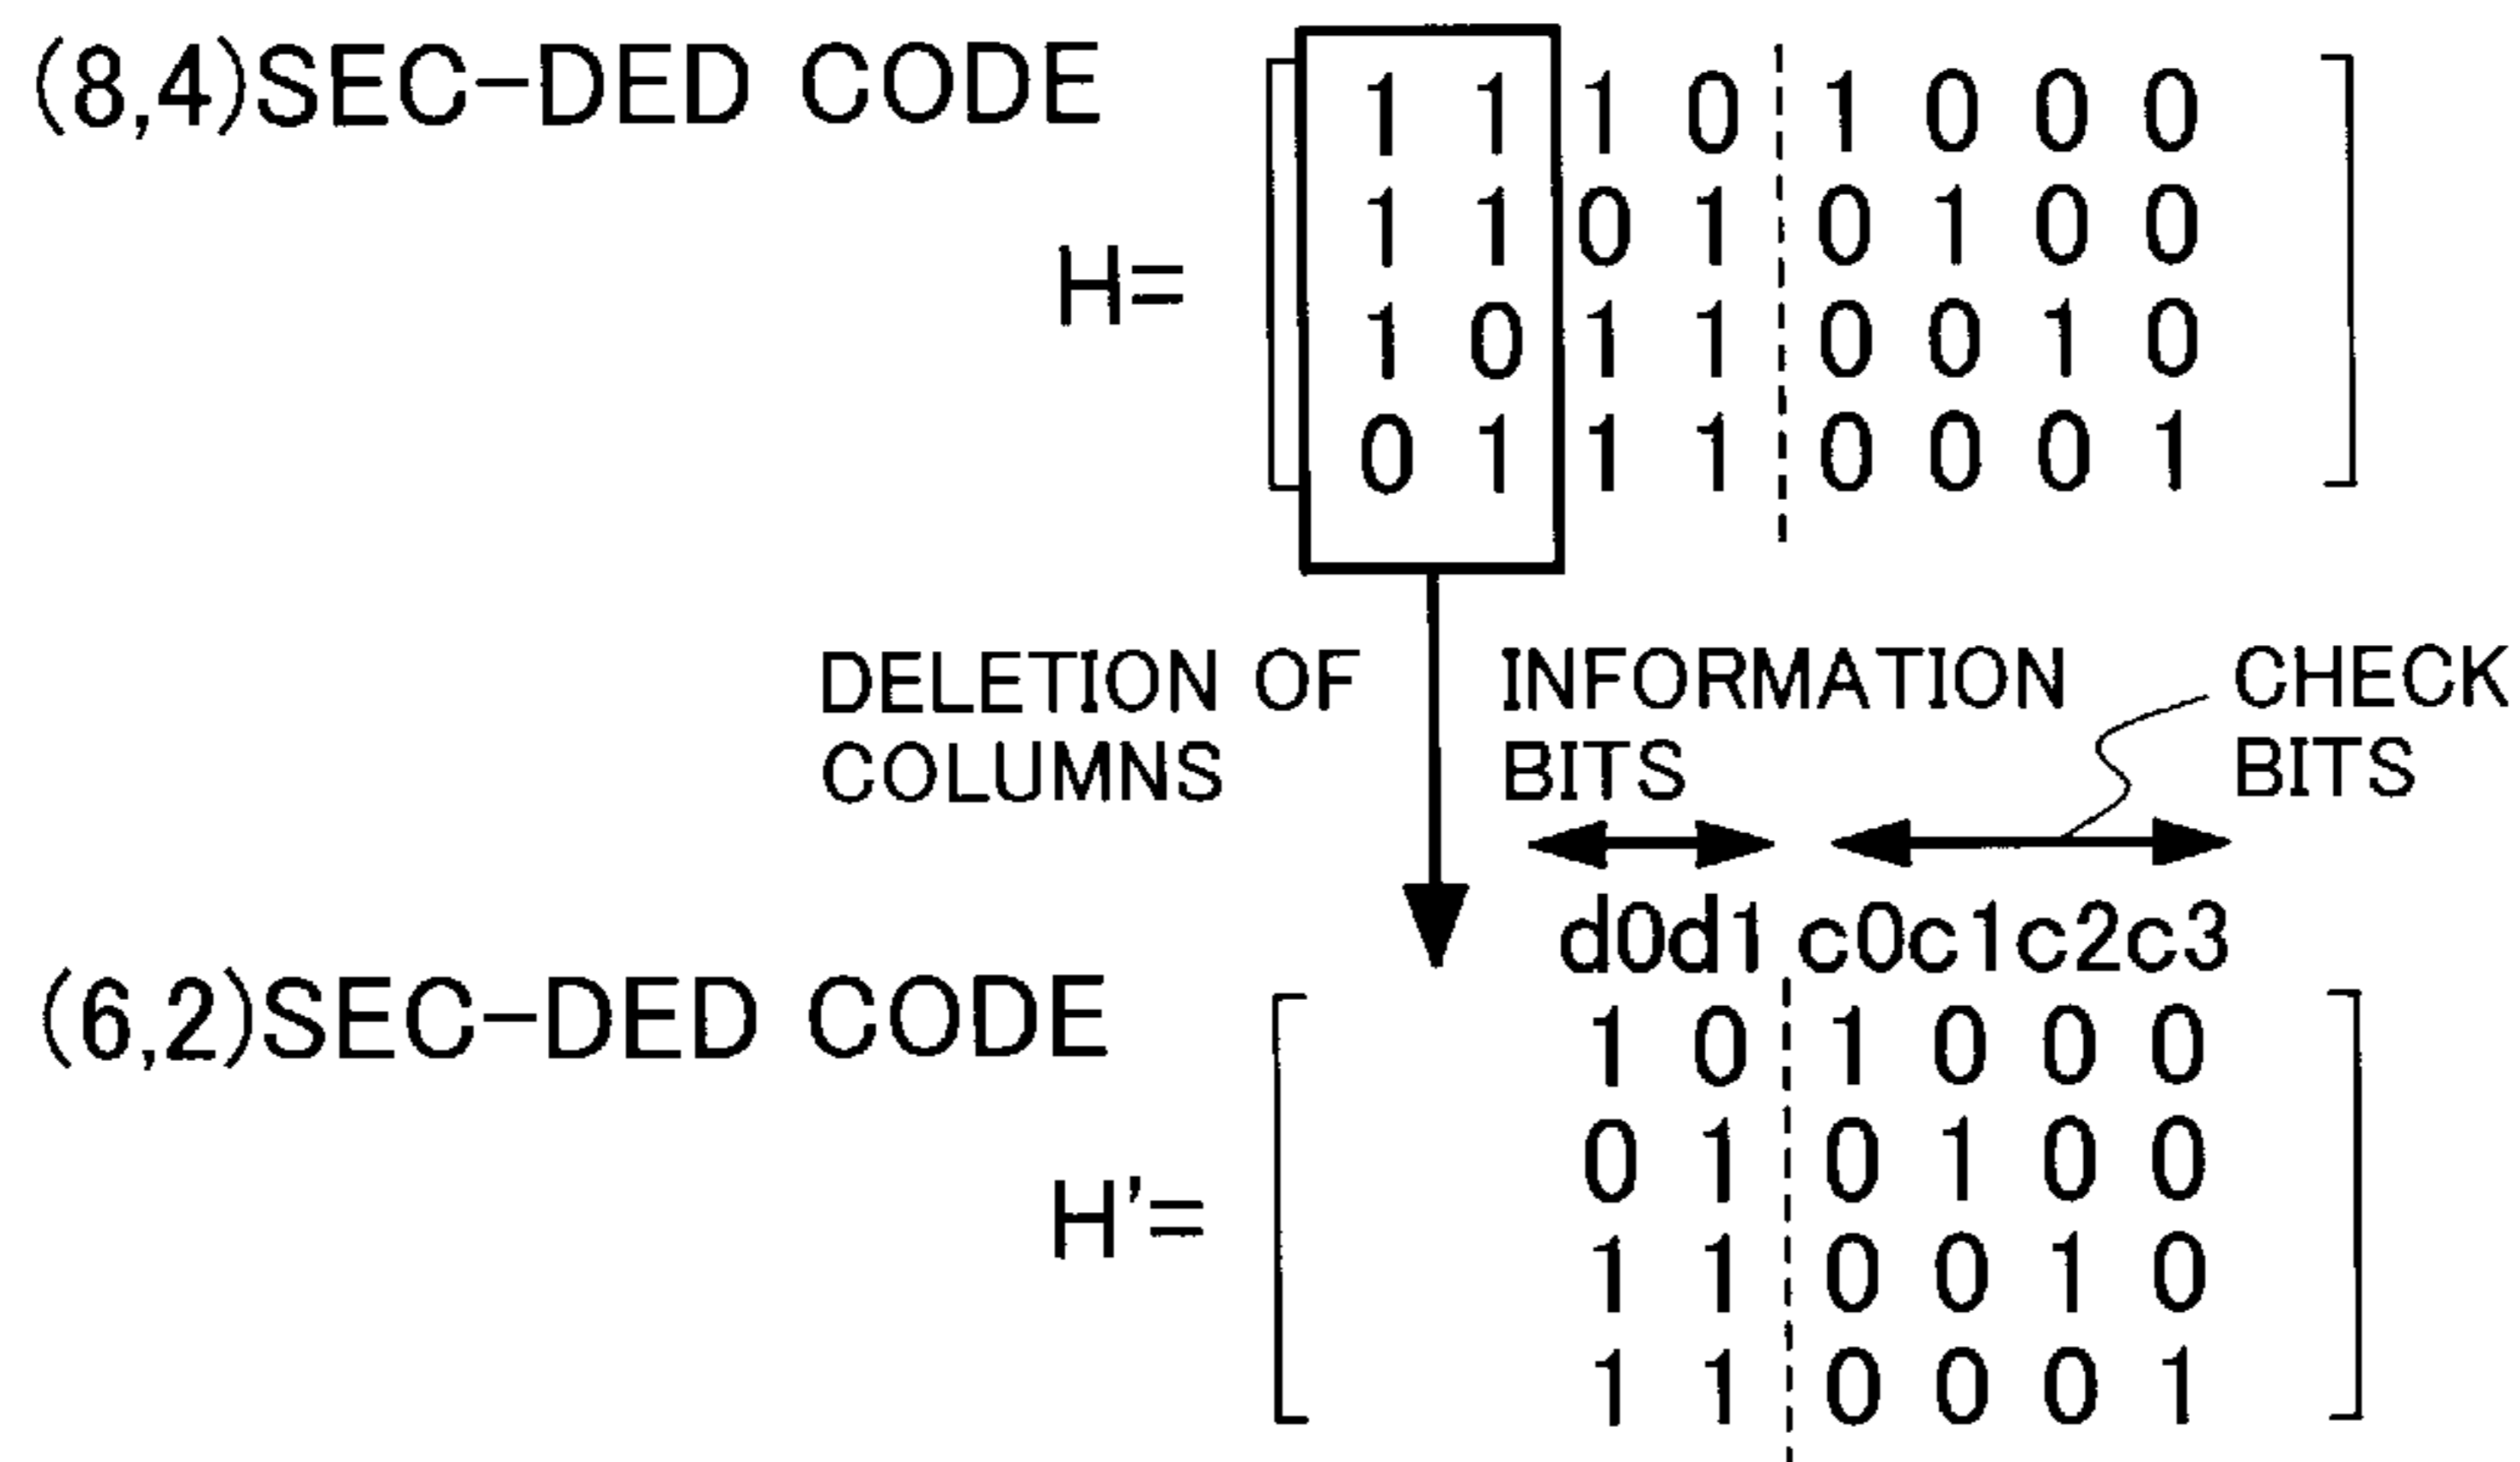 (8,4)SEC-DED CODE
1 1 1 0 1 0 0 0
1 1 0 1 0 1 0 0
H=
1 0 1 1 0 0 1 0
0 1 1 1 0 0 0 1
DELETION OF
COLUMNS
INFORMATION
BITS
CHECK
BITS
d0d1 c0c1c2c3
(6,2)SEC-DED CODE
1 0 1 0 0 0
0 1 0 1 0 0
H'=
1 1 0 0 1 0
1 1 0 0 0 1